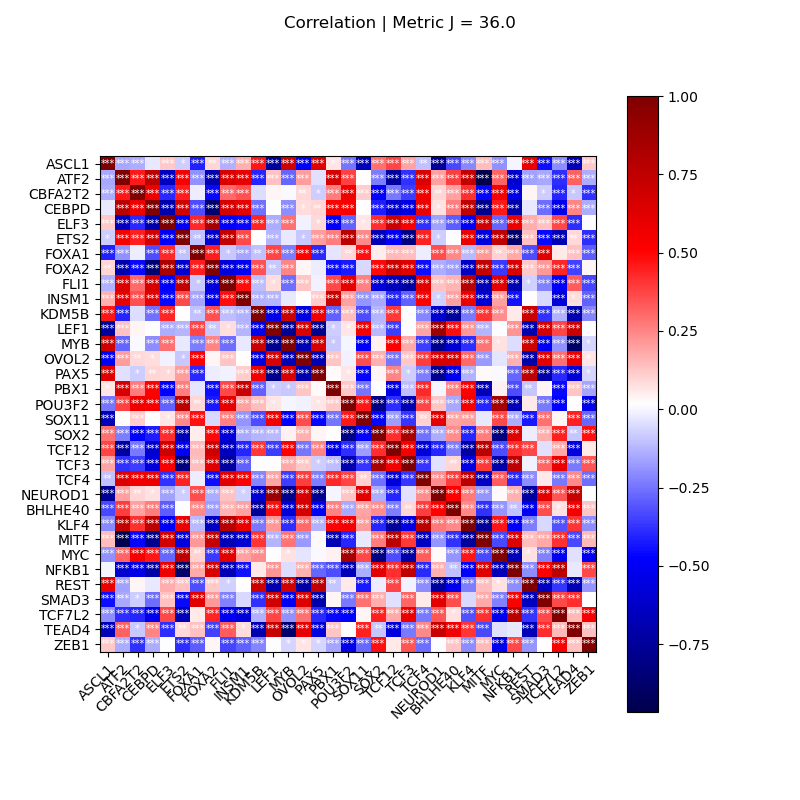 Correlation | Metric J = 36.0
ASCL1
ATF2
CBFA2T2
CEBPD
ELF3
ETS2
FOXA1
FOXA2
FLI1
INSM1
KDM5B
LEF1
MYB
OVOL2
PAX5
PBX1
POU3F2
SOX11
SOX2
TCF12
TCF3
TCF4
NEUROD1
BHLHE40
KLF4
MITF
MYC
NFKB1
REST
SMAD3
TCF7L2
TEAD4
ZEB1
ASCL1
ATF2
CBFA2T2
CEBPD
ELF3
ETS2
FOXA1
FOXA2
FLI1
INSM1
KDM5B
LEF1
MYB
OVOL2
PAX5
PBX1
POU3F2
SOX11
SOX2
TCF12
TCF3
TCF4
NEUROD1
BHLHE40
KLF4
MITF
MYC
NFKB1
REST
SMAD3
TCF7L2
TEAD4
ZEB1
1.00
0.75
0.50
0.25
0.00
−0.25
−0.50
−0.75